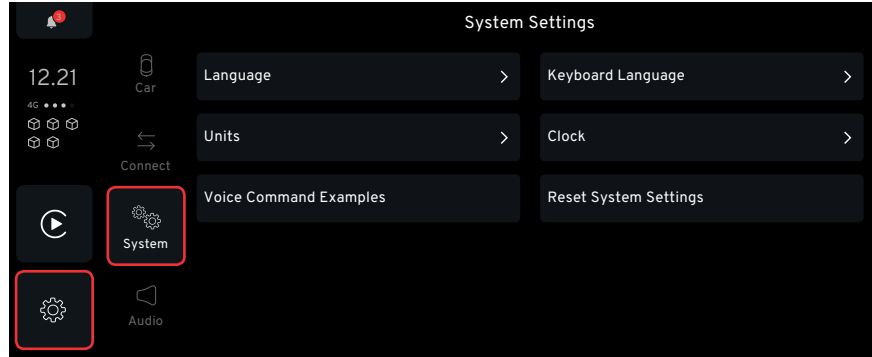 3
System Settings
12.21
4G
Car
Language
Keyboard Language
Connect
Units
Clock
System
Voice Command Examples
Reset System Settings
Audio